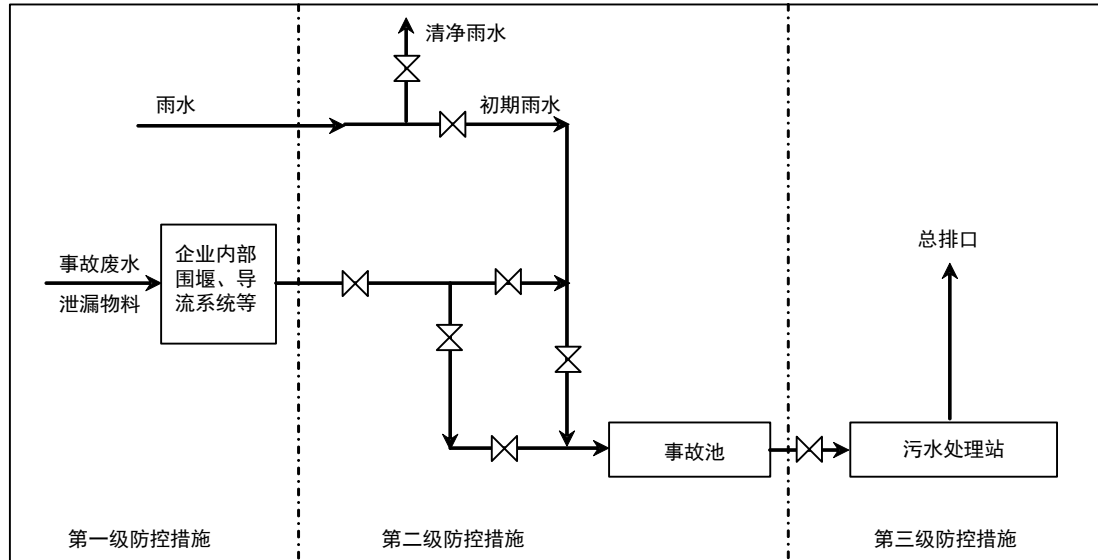 清净雨水
雨水
初期雨水
事故废水
泄漏物料
企业内部
围堰、导
流系统等
总排口
事故池
污水处理站
第一级防控措施
第二级防控措施
第三级防控措施